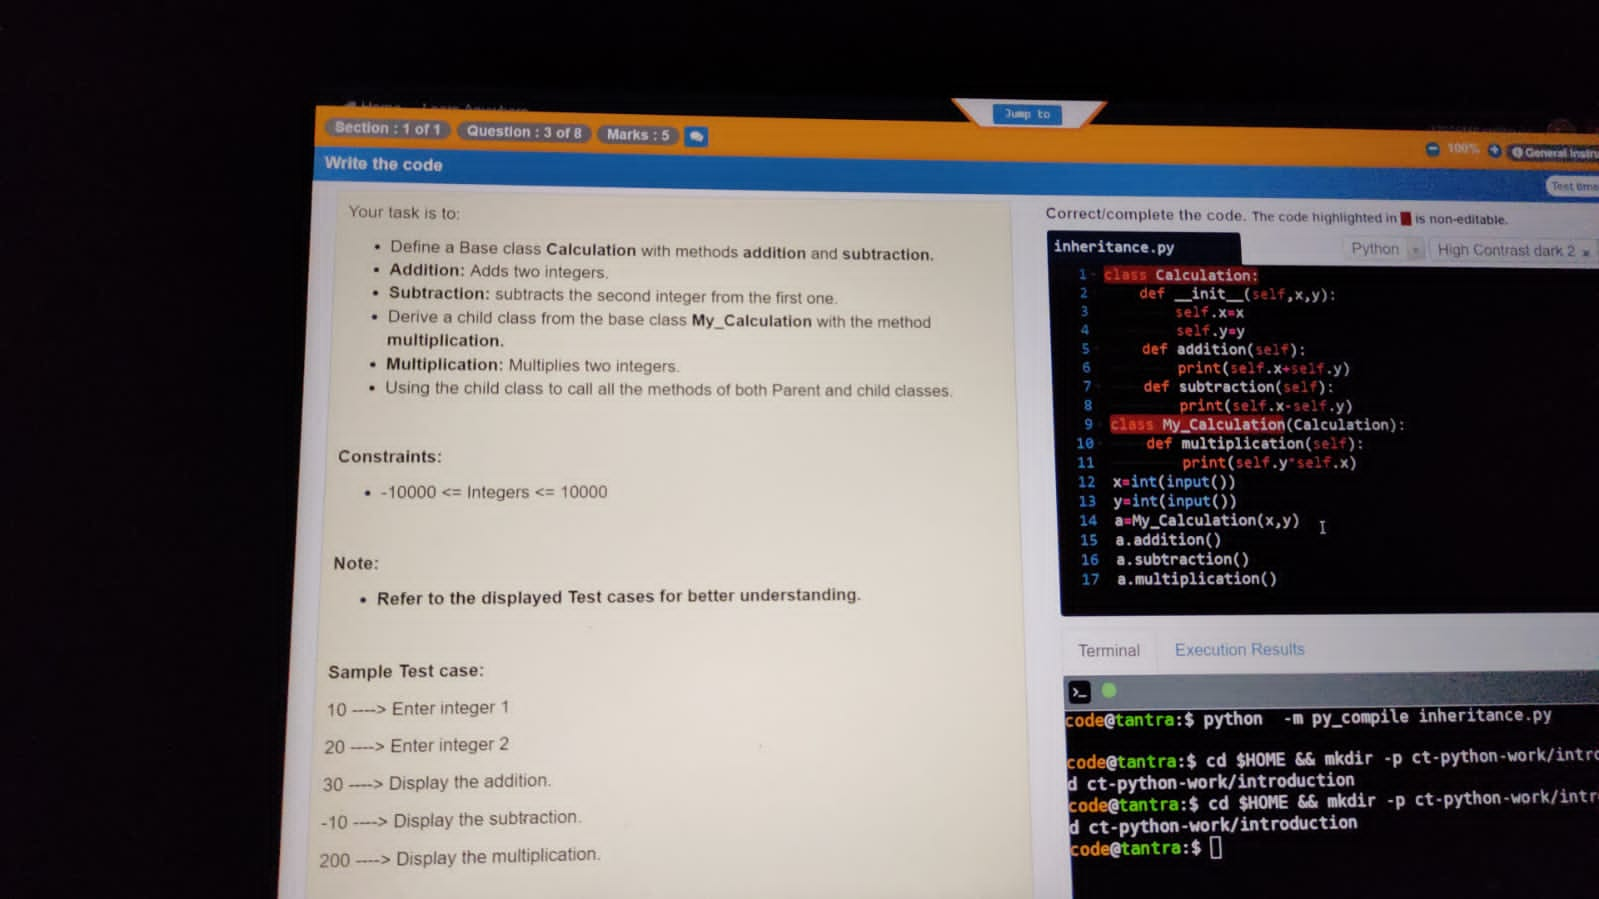 Home Learn Anywhere
Jump to
Section : 1 of 1 Question : 3 of 8 Marks : 5
100% General Instru
Write the code
Test time
Your task is to:
• Define a Base class Calculation with methods addition and subtraction.
• Addition: Adds two integers.
• Subtraction: subtracts the second integer from the first one.
• Derive a child class from the base class My_Calculation with the method
multiplication.
• Multiplication: Multiplies two integers.
• Using the child class to call all the methods of both Parent and child classes.
Constraints:
• -10000 <= Integers <= 10000
Note:
• Refer to the displayed Test cases for better understanding.
Sample Test case:
10 ----> Enter integer 1
20 ----> Enter integer 2
30 ----> Display the addition.
-10 ----> Display the subtraction.
200 ----> Display the multiplication.
Correct/complete the code. The code highlighted in is non-editable.
inheritance.py Python High Contrast dark 2
1 class Calculation:
2 def __init__(self,x,y):
3 self.x=x
4 self.y=y
5 def addition(self):
6 print(self.x+self.y)
7 def subtraction(self):
8 print(self.x-self.y)
9 class My_Calculation(Calculation):
10 def multiplication(self):
11 print(self.y*self.x)
12 x=int(input())
13 y=int(input())
14 a=My_Calculation(x,y)
15 a.addition()
16 a.subtraction()
17 a.multiplication()
Terminal Execution Results
>_
code@tantra:$ python -m py_compile inheritance.py
code@tantra:$ cd $HOME && mkdir -p ct-python-work/intro
d ct-python-work/introduction
code@tantra:$ cd $HOME && mkdir -p ct-python-work/intr
d ct-python-work/introduction
code@tantra:$